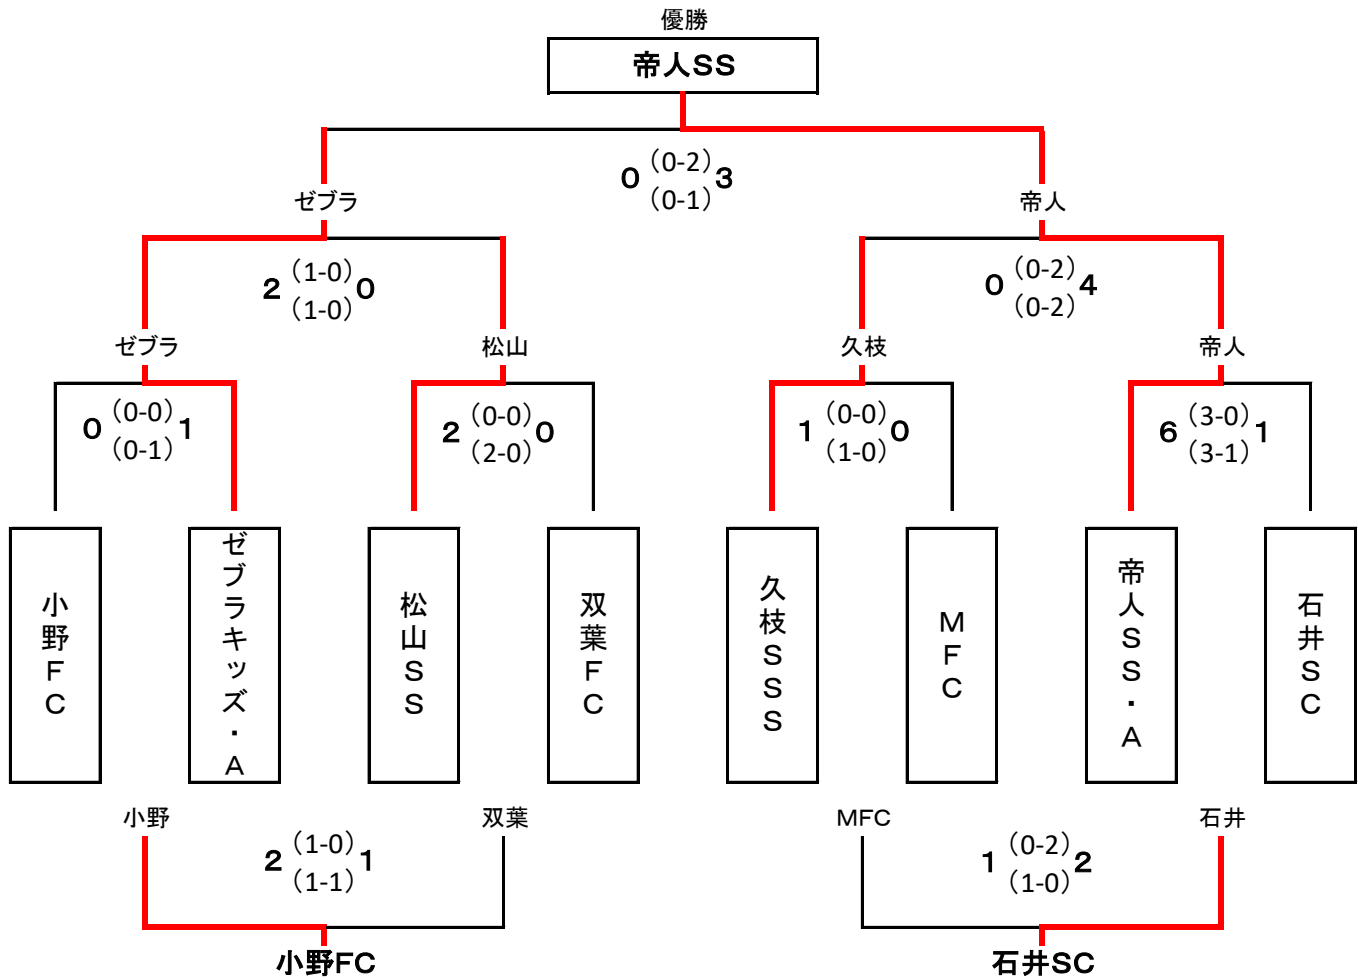 優勝
帝人SS
0 (0-2) 3
(0-1)
ゼブラ
帝人
2 (1-0) 0
(1-0)
0 (0-2) 4
(0-2)
ゼブラ
松山
久枝
帝人
0 (0-0) 1
(0-1)
2 (0-0) 0
(2-0)
1 (0-0) 0
(1-0)
6 (3-0) 1
(3-1)
小野FC
ゼブラキッズ・A
松山SS
双葉FC
久枝SSS
MFC
帝人SS・A
石井SC
小野
双葉
MFC
石井
2 (1-0) 1
(1-1)
1 (0-2) 2
(1-0)
小野FC
石井SC